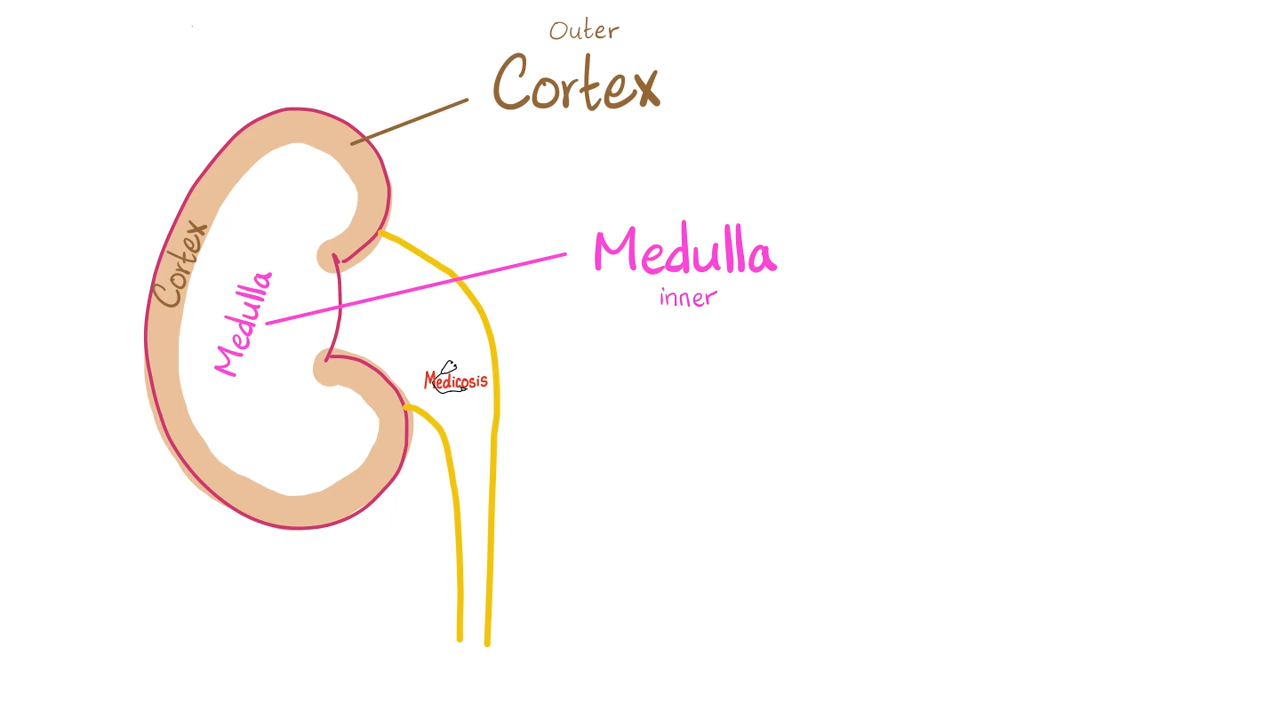 Outer
Cortex
Cortex
Medulla
Medulla
inner
Medicosis